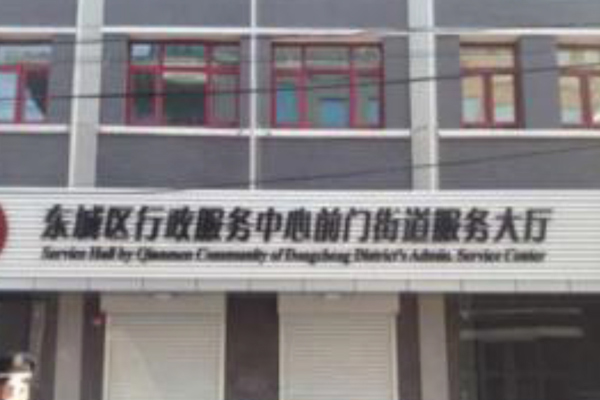 东城区行政服务中心前门街道服务大厅
Service Hall by Qianmen Community of Dongcheng District's Admin. Service Center